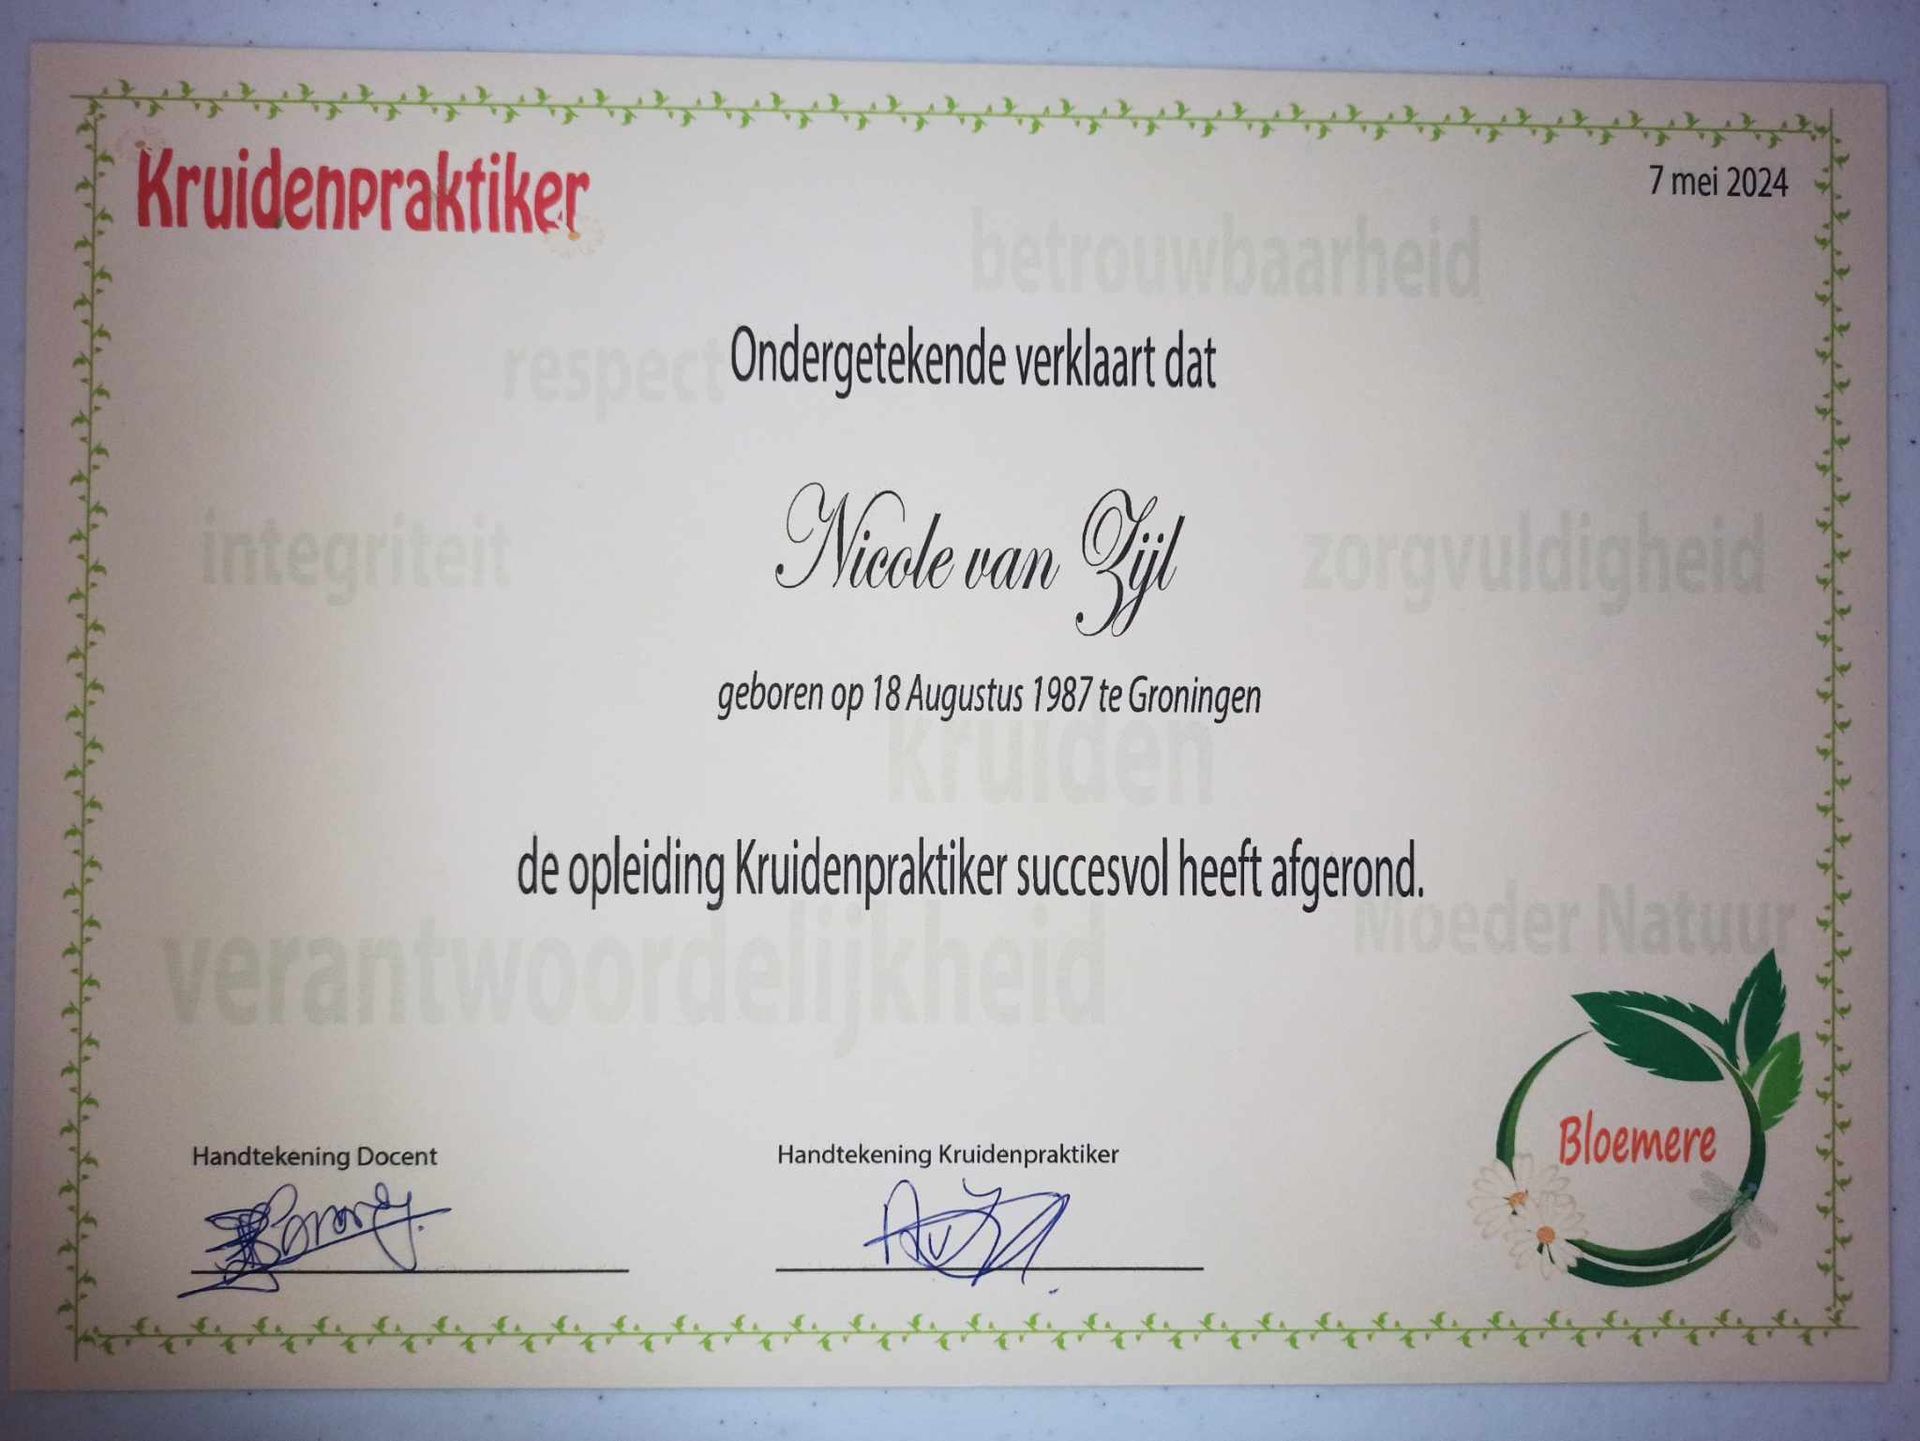 Kruidenpraktiker
7 mei 2024
betrouwbaarheid
respect
Ondergetekende verklaart dat
integriteit
Nicole van Zijl
zorgvuldigheid
geboren op 18 Augustus 1987 te Groningen
kruiden
de opleiding Kruidenpraktiker succesvol heeft afgerond.
Moeder Natuur
verantwoordelijkheid
Handtekening Docent
Handtekening Kruidenpraktiker
Bloemere